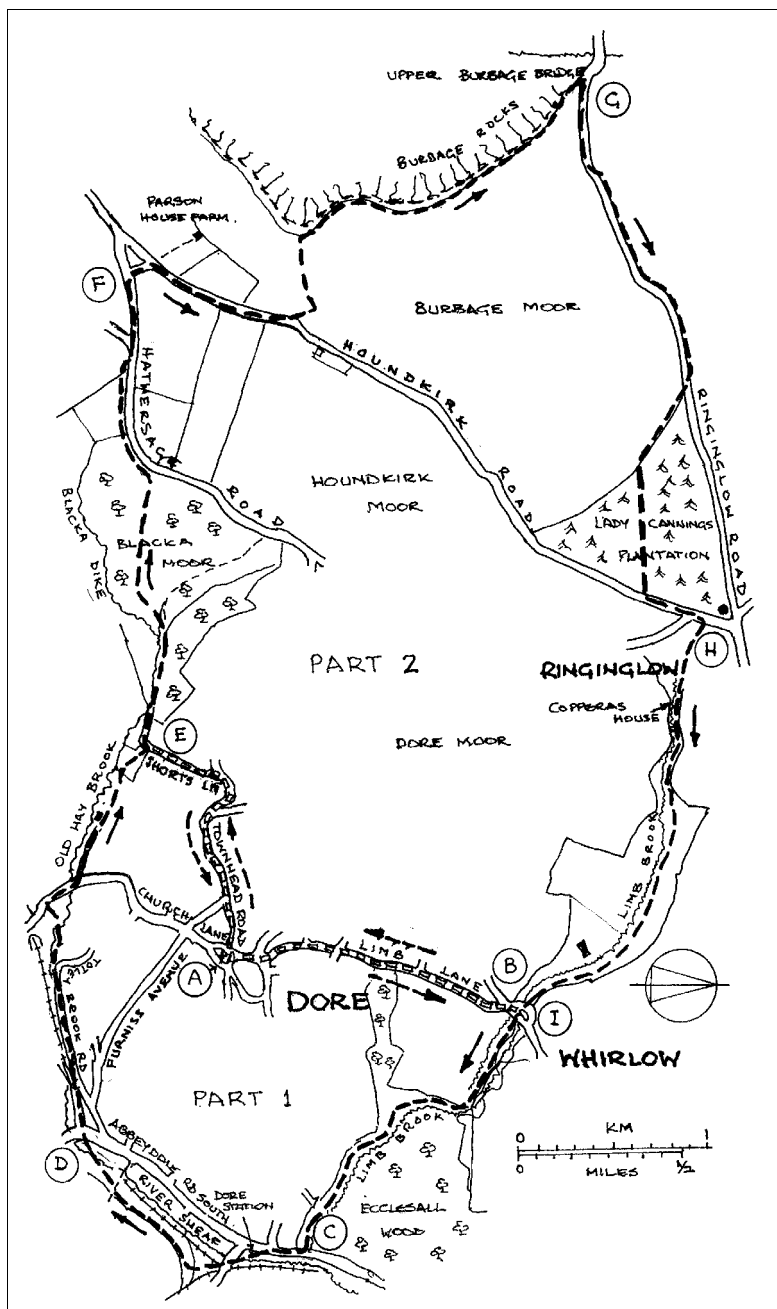 UPPER BURBAGE BRIDGE
G
BURBAGE ROCKS
PARSON
HOUSE FARM.
F
BURBAGE MOOR
HOUNDKIRK
ROAD
HATHERSAGE
ROAD
RINGINGLOW ROAD
HOUNDKIRK
MOOR
LADY CANNINGS
PLANTATION
BLACKA
MOOR
BLACKA
DIKE
H
PART 2
RINGINGLOW
COPPERAS
HOUSE
E
DORE MOOR
SHORTS LN
OLD HAY BROOK
TOWNHEAD ROAD
LIMB BROOK
CHURCH LANE
LIMB LANE
B
A
I
TOTLEY
BROOK RD
FURNISS AVENUE
DORE
WHIRLOW
PART 1
LIMB BROOK
KM
0 1
0 ½
MILES
D
ABBEYDALE RD SOUTH
RIVER SHEAF
DORE
STATION
C
ECCLESALL
WOOD